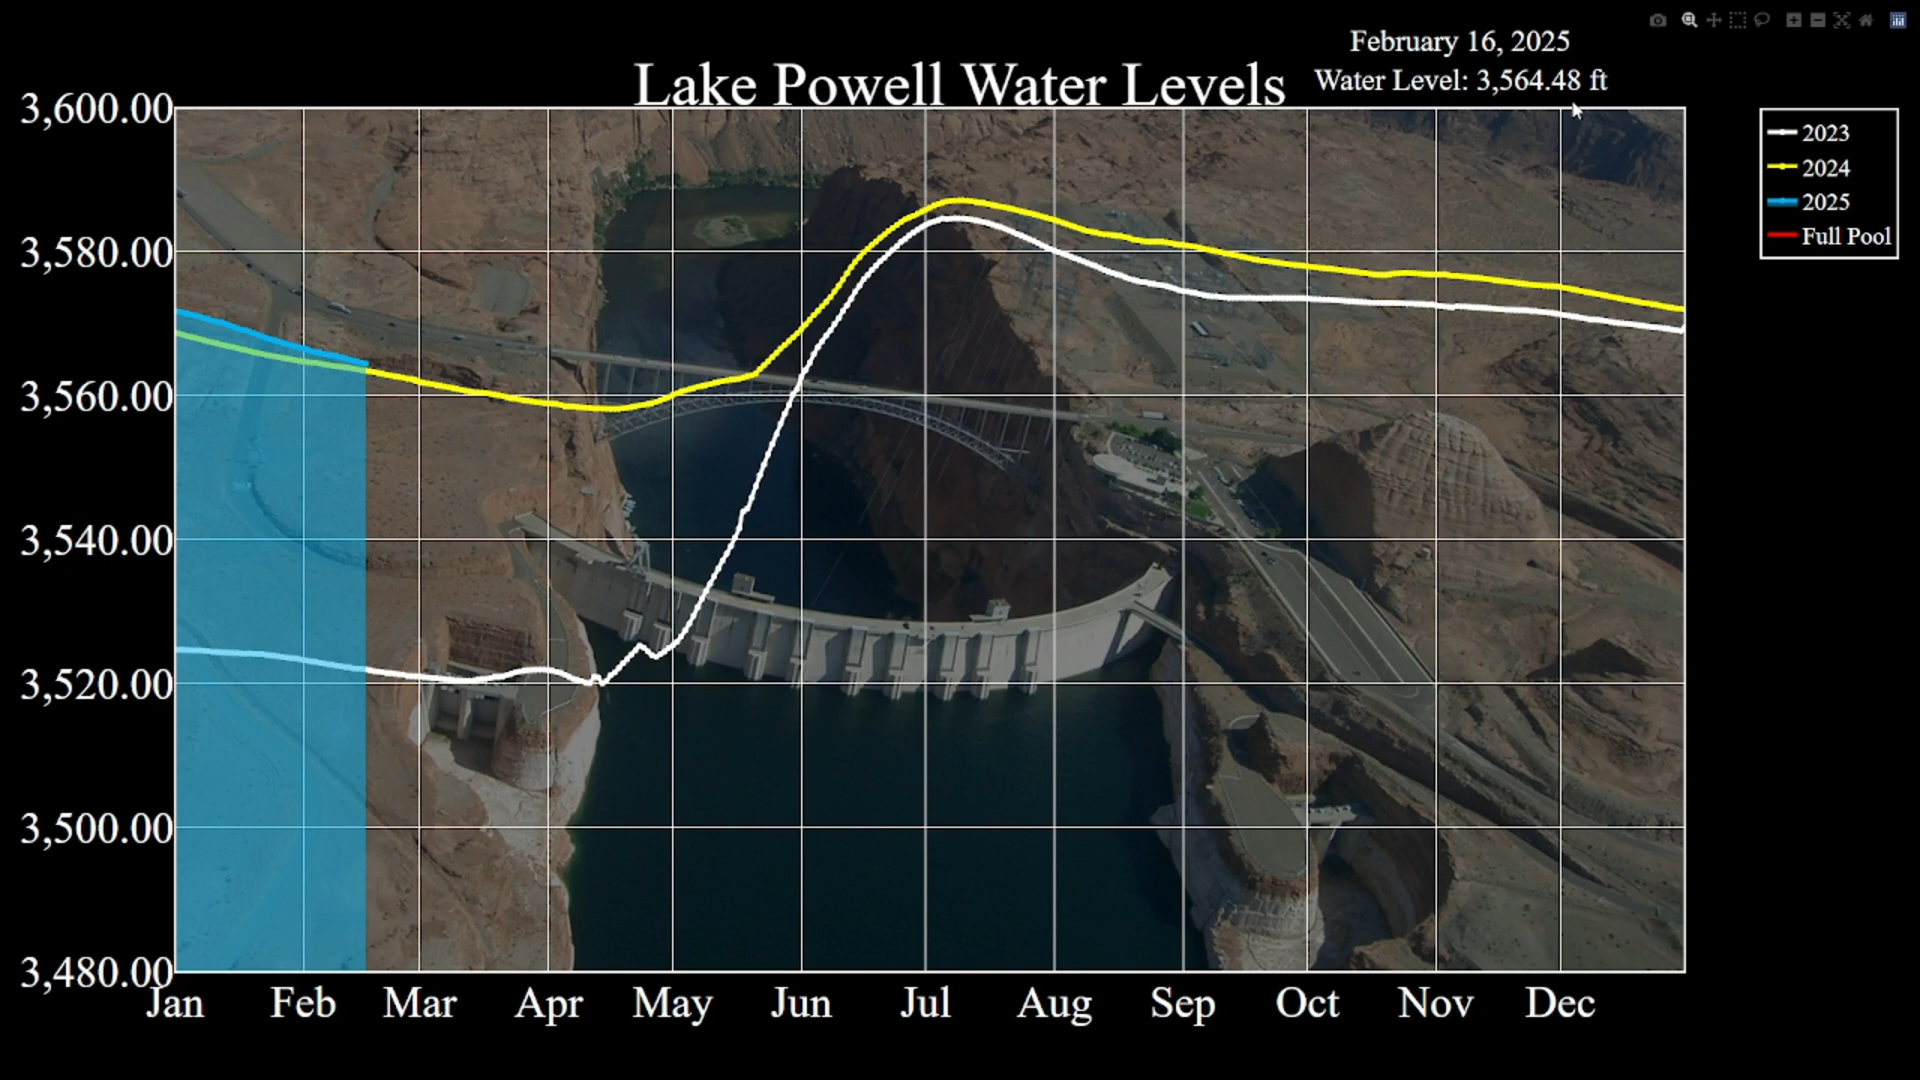 February 16, 2025
Lake Powell Water Levels
Water Level: 3,564.48 ft
3,600.00
3,580.00
3,560.00
3,540.00
3,520.00
3,500.00
3,480.00
Jan Feb Mar Apr May Jun Jul Aug Sep Oct Nov Dec
2023
2024
2025
Full Pool